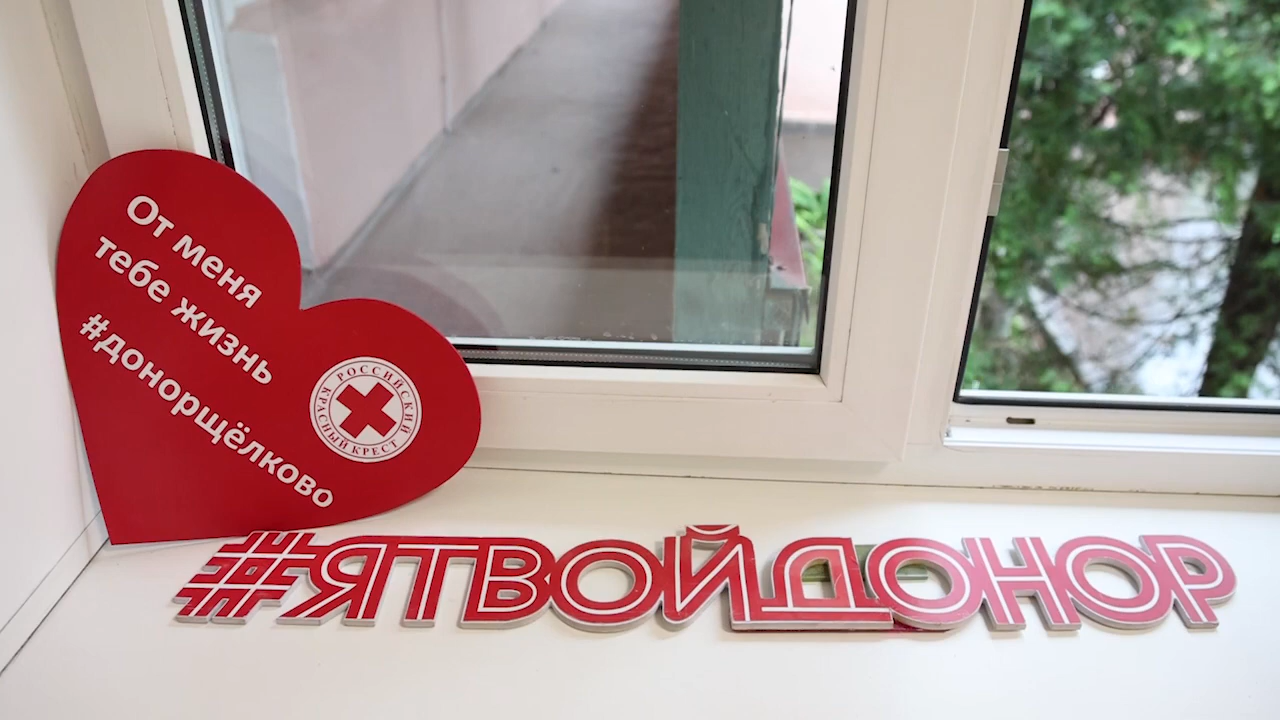 От меня
тебе жизнь
#донорщёлково
РОССИЙСКИЙ
КРАСНЫЙ КРЕСТ
#ЯТВОЙДОНОР